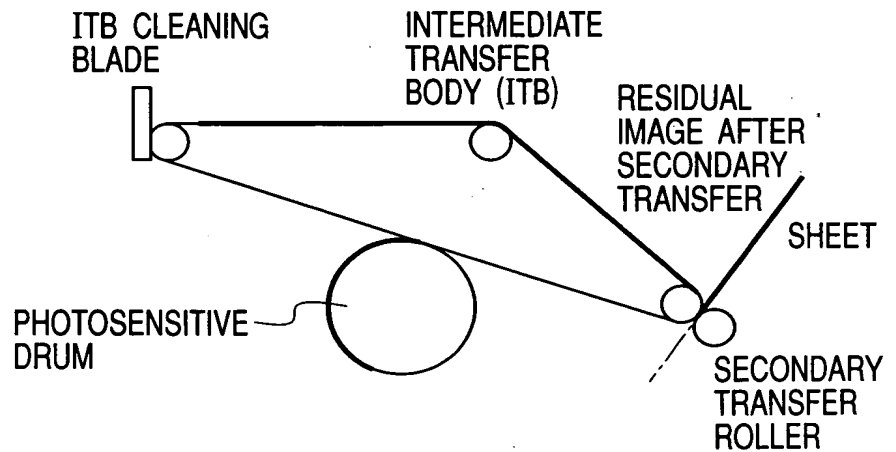 ITB CLEANING
BLADE
INTERMEDIATE
TRANSFER
BODY (ITB)
RESIDUAL
IMAGE AFTER
SECONDARY
TRANSFER
SHEET
PHOTOSENSITIVE
DRUM
SECONDARY
TRANSFER
ROLLER